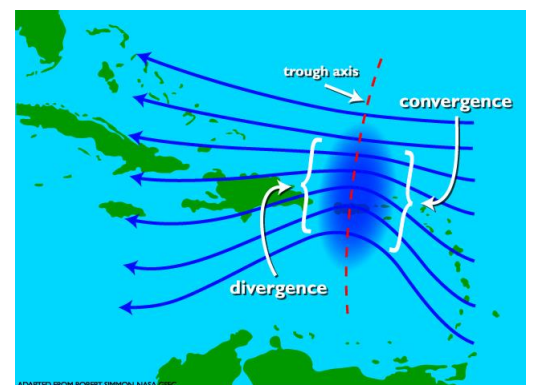 trough axis
convergence
divergence
ADAPTED FROM ROBERT SIMMON, NASA GSFC